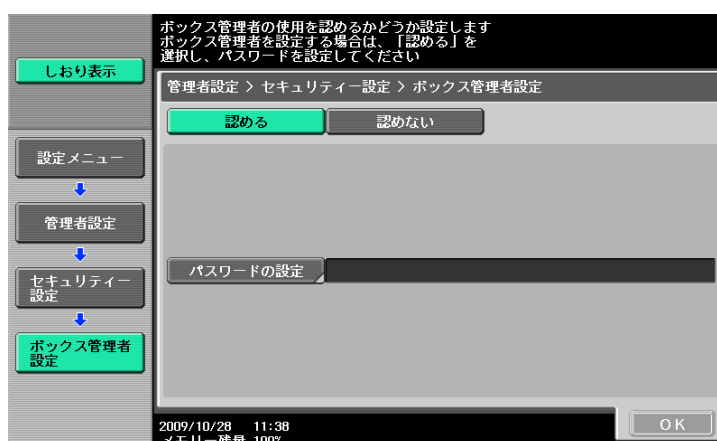 ボックス管理者の使用を認めるかどうか設定します
ボックス管理者を設定する場合は、「認める」を
選択し、パスワードを設定してください
しおり表示
管理者設定 > セキュリティー設定 > ボックス管理者設定
認める
認めない
設定メニュー
管理者設定
パスワードの設定
セキュリティー
設定
ボックス管理者
設定
2009/10/28 11:38
メモリー残量 100%
OK